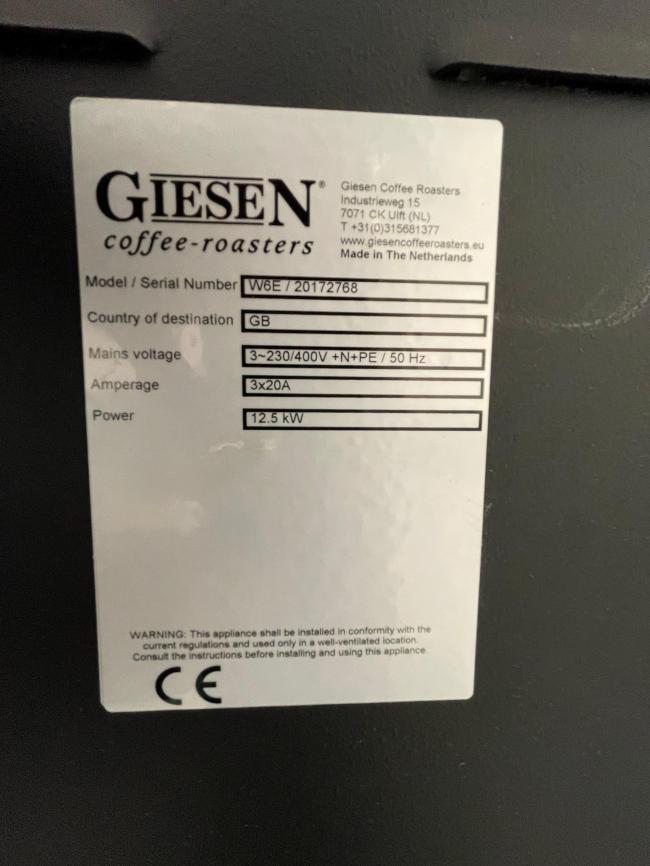 GIESEN®
coffee-roasters
Giesen Coffee Roasters
Industrieweg 15
7071 CK Ulft (NL)
T +31(0)315681377
www.giesencoffeeroasters.eu
Made in The Netherlands
Model / Serial Number W6E / 20172768
Country of destination GB
Mains voltage 3~230/400V +N+PE / 50 Hz
Amperage 3x20A
Power 12.5 kW
WARNING: This appliance shall be installed in conformity with the
current regulations and used only in a well-ventilated location.
Consult the instructions before installing and using this appliance.
CE